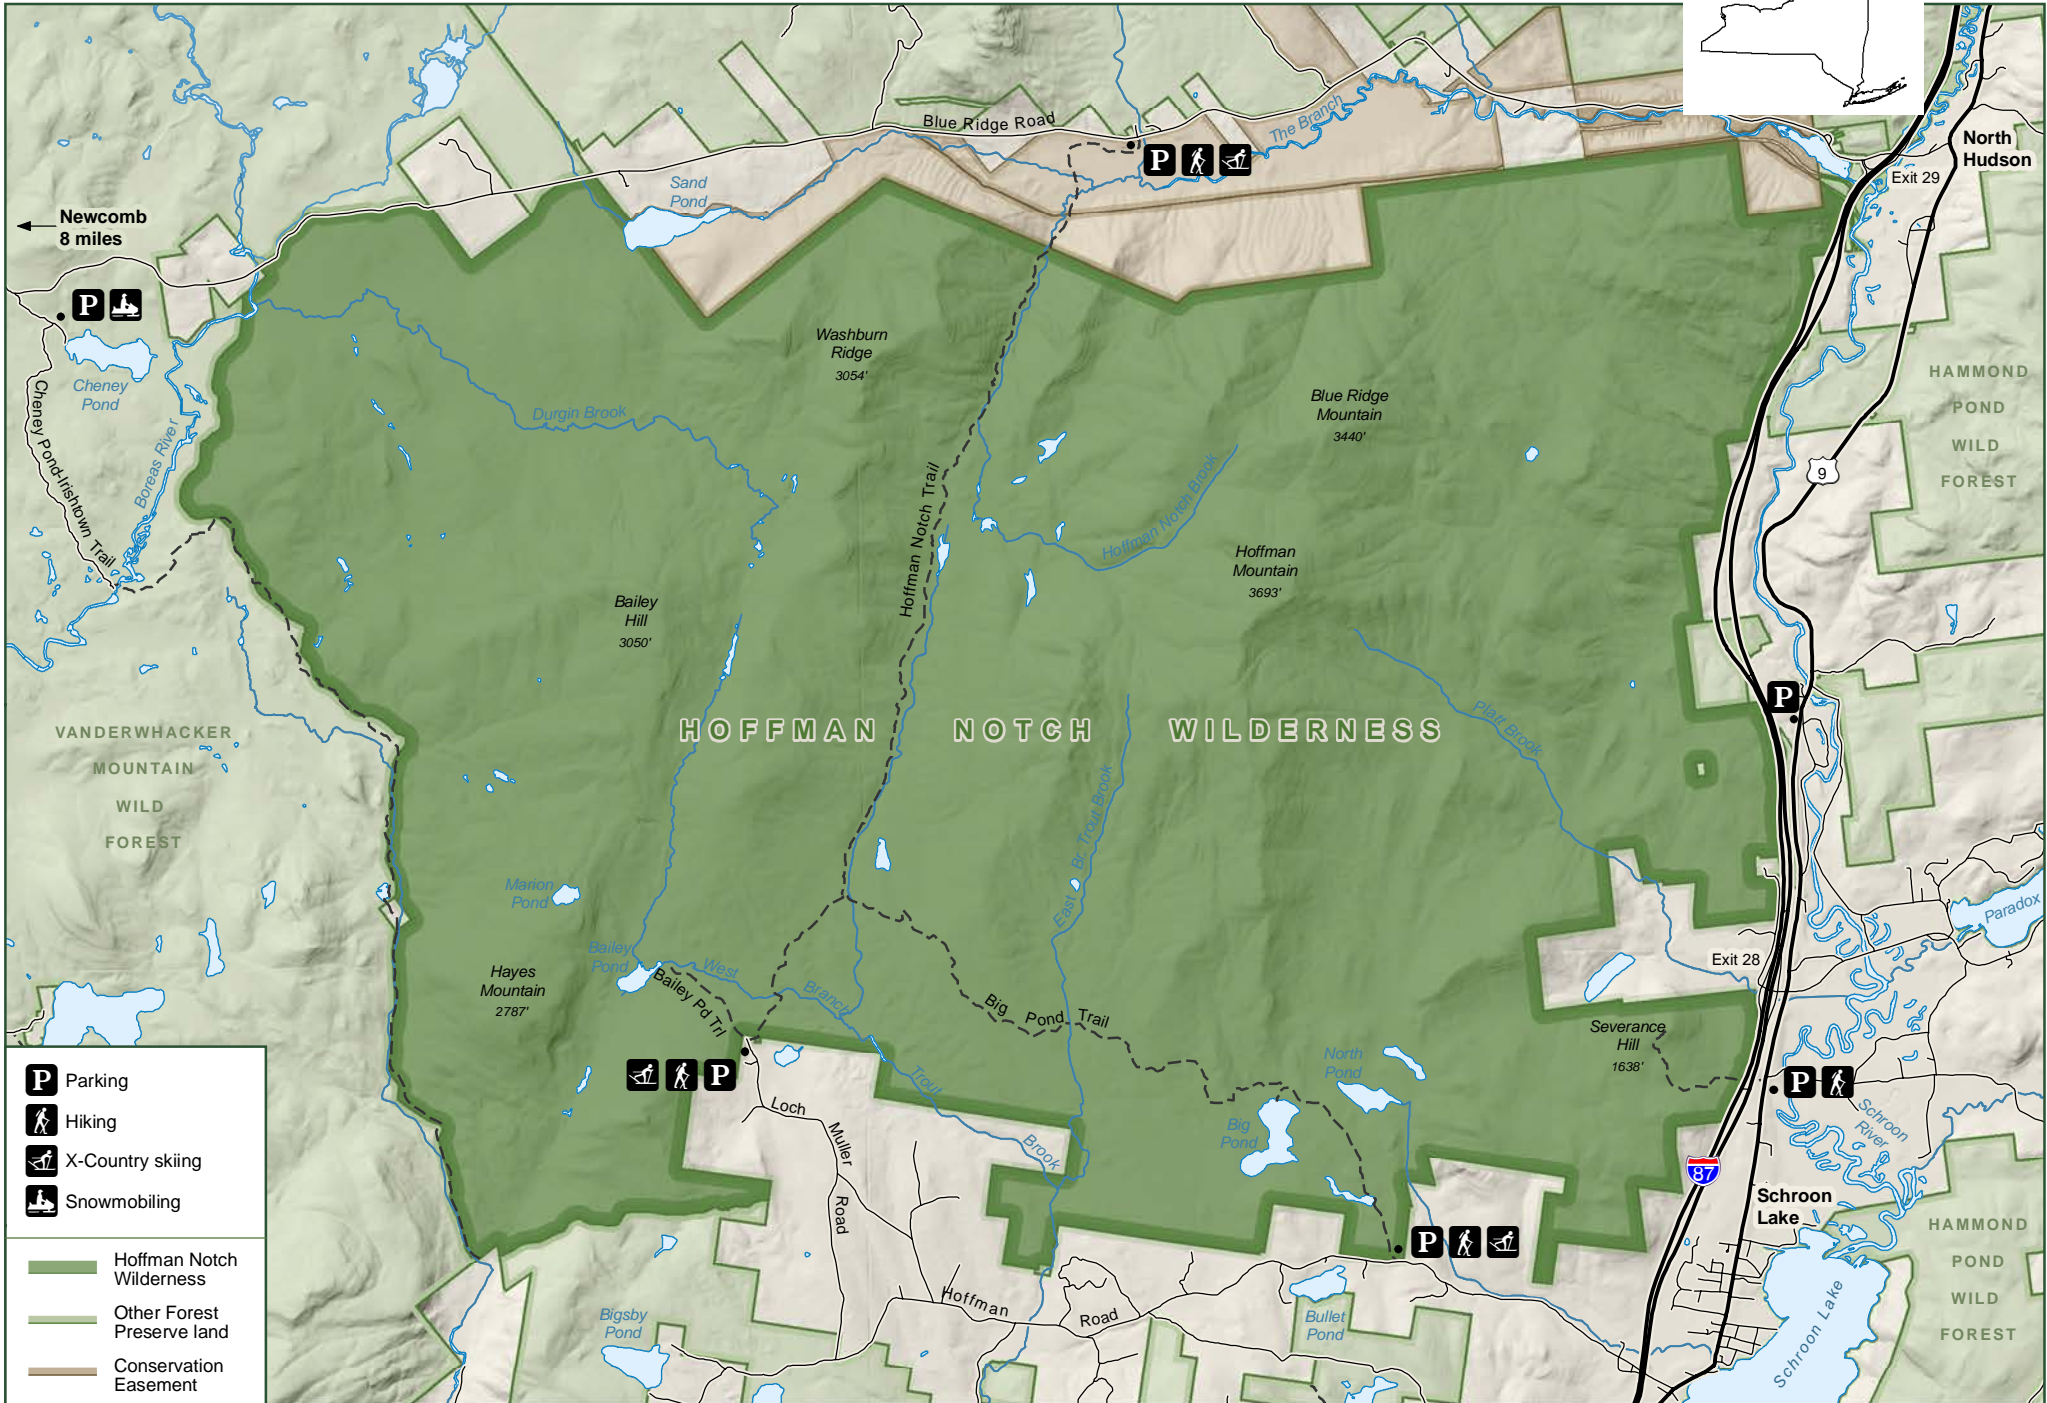 Blue Ridge Road
The Branch
North
Hudson
Exit 29
Sand
Pond
Newcomb
8 miles
Cheney
Pond
Cheney Pond-Irishtown Trail
Boreas River
Washburn
Ridge
3054'
Durgin Brook
Blue Ridge
Mountain
3440'
HAMMOND
POND
WILD
FOREST
9
Hoffman Notch Trail
Hoffman Notch Brook
Hoffman
Mountain
3693'
Bailey
Hill
3050'
VANDERWHACKER
MOUNTAIN
WILD
FOREST
HOFFMAN NOTCH WILDERNESS
P
Platt Brook
East Br. Trout Brook
Marion
Pond
Paradox
Bailey
Pond
Hayes
Mountain
2787'
Bailey Pd Trl
West
Branch
Trout
Brook
Big Pond Trail
Exit 28
Severance
Hill
1638'
North
Pond
Big
Pond
P
P
P
P
P
Loch
Muller
Road
Schroon
River
87
Schroon
Lake
Hoffman
Road
Bigsby
Pond
Bullet
Pond
Schroon Lake
HAMMOND
POND
WILD
FOREST
P Parking
Hiking
X-Country skiing
Snowmobiling
Hoffman Notch
Wilderness
Other Forest
Preserve land
Conservation
Easement